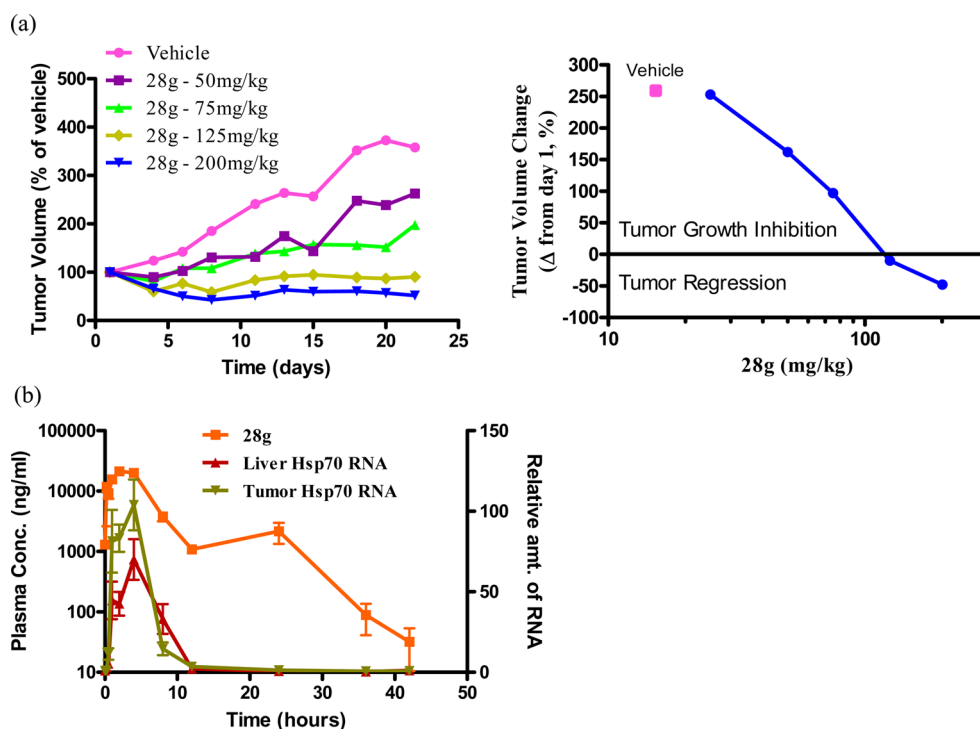 (a)
Vehicle
28g - 50mg/kg
28g - 75mg/kg
28g - 125mg/kg
28g - 200mg/kg
Tumor Volume (% of vehicle)
500
400
300
200
100
0
0 5 10 15 20 25
Time (days)
Tumor Volume Change
(Δ from day 1, %)
300
250
200
150
100
50
0
-50
-100
Vehicle
Tumor Growth Inhibition
Tumor Regression
10 100
28g (mg/kg)
(b)
28g
Liver Hsp70 RNA
Tumor Hsp70 RNA
Plasma Conc. (ng/ml)
100000
10000
1000
100
10
0 10 20 30 40 50
Time (hours)
150
100
50
0
Relative amt. of RNA